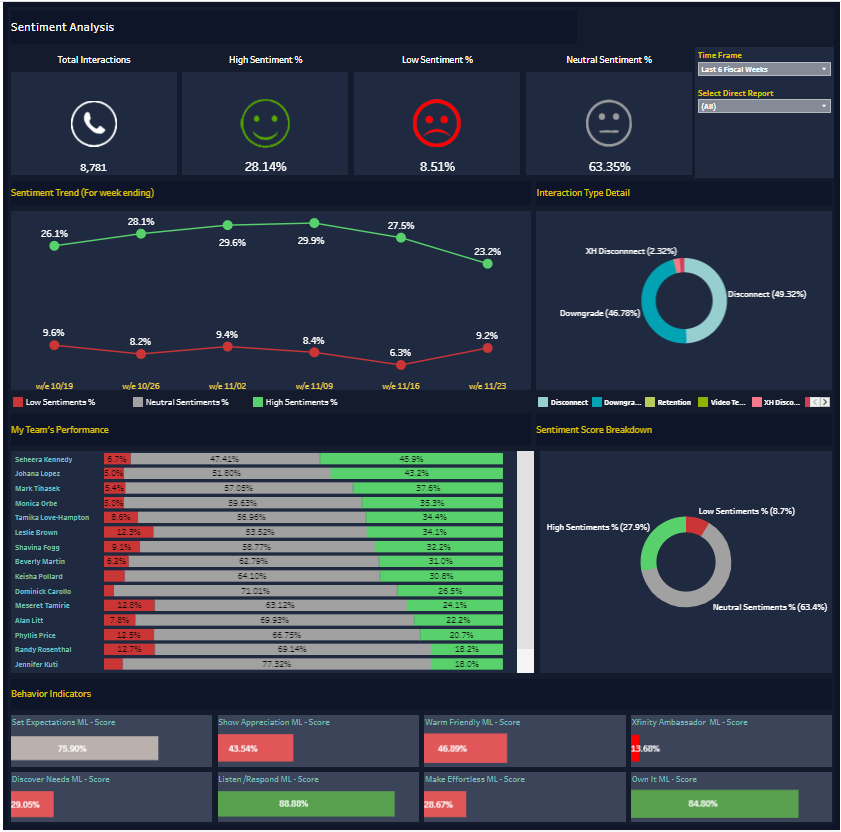 Sentiment Analysis
Total Interactions
High Sentiment %
Low Sentiment %
Neutral Sentiment %
8,781
28.14%
8.51%
63.35%
Time Frame
Last 6 Fiscal Weeks
Select Direct Report
(All)
Sentiment Trend (For week ending)
26.1%
28.1%
29.6%
29.9%
27.5%
23.2%
9.6%
8.2%
9.4%
8.4%
6.3%
9.2%
w/e 10/19
w/e 10/26
w/e 11/02
w/e 11/09
w/e 11/16
w/e 11/23
Low Sentiments %
Neutral Sentiments %
High Sentiments %
Interaction Type Detail
XH Disconnnect (2.32%)
Disconnect (49.32%)
Downgrade (46.78%)
Disconnect
Downgra...
Retention
Video Te...
XH Disco...
My Team's Performance
Seheera Kennedy 6.7% 47.41% 45.9%
Johana Lopez 5.0% 51.80% 43.2%
Mark Tihasek 5.4% 57.05% 37.6%
Monica Orbe 5.0% 59.63% 35.3%
Tamika Love-Hampton 8.6% 56.96% 34.4%
Leslie Brown 12.3% 53.52% 34.1%
Shavina Fogg 9.1% 58.77% 32.2%
Beverly Martin 6.2% 62.79% 31.0%
Keisha Pollard 64.10% 30.8%
Dominick Carollo 71.01% 26.5%
Meseret Tamirie 12.8% 63.12% 24.1%
Alan Litt 7.8% 69.93% 22.2%
Phyllis Price 12.5% 66.75% 20.7%
Randy Rosenthal 12.7% 69.14% 18.2%
Jennifer Kuti 77.32% 18.0%
Sentiment Score Breakdown
Low Sentiments % (8.7%)
High Sentiments % (27.9%)
Neutral Sentiments % (63.4%)
Behavior Indicators
Set Expectations ML - Score
75.90%
Show Appreciation ML - Score
43.54%
Warm Friendly ML - Score
46.89%
Xfinity Ambassador ML - Score
13.68%
Discover Needs ML - Score
29.05%
Listen /Respond ML - Score
88.88%
Make Effortless ML - Score
28.67%
Own It ML - Score
84.80%